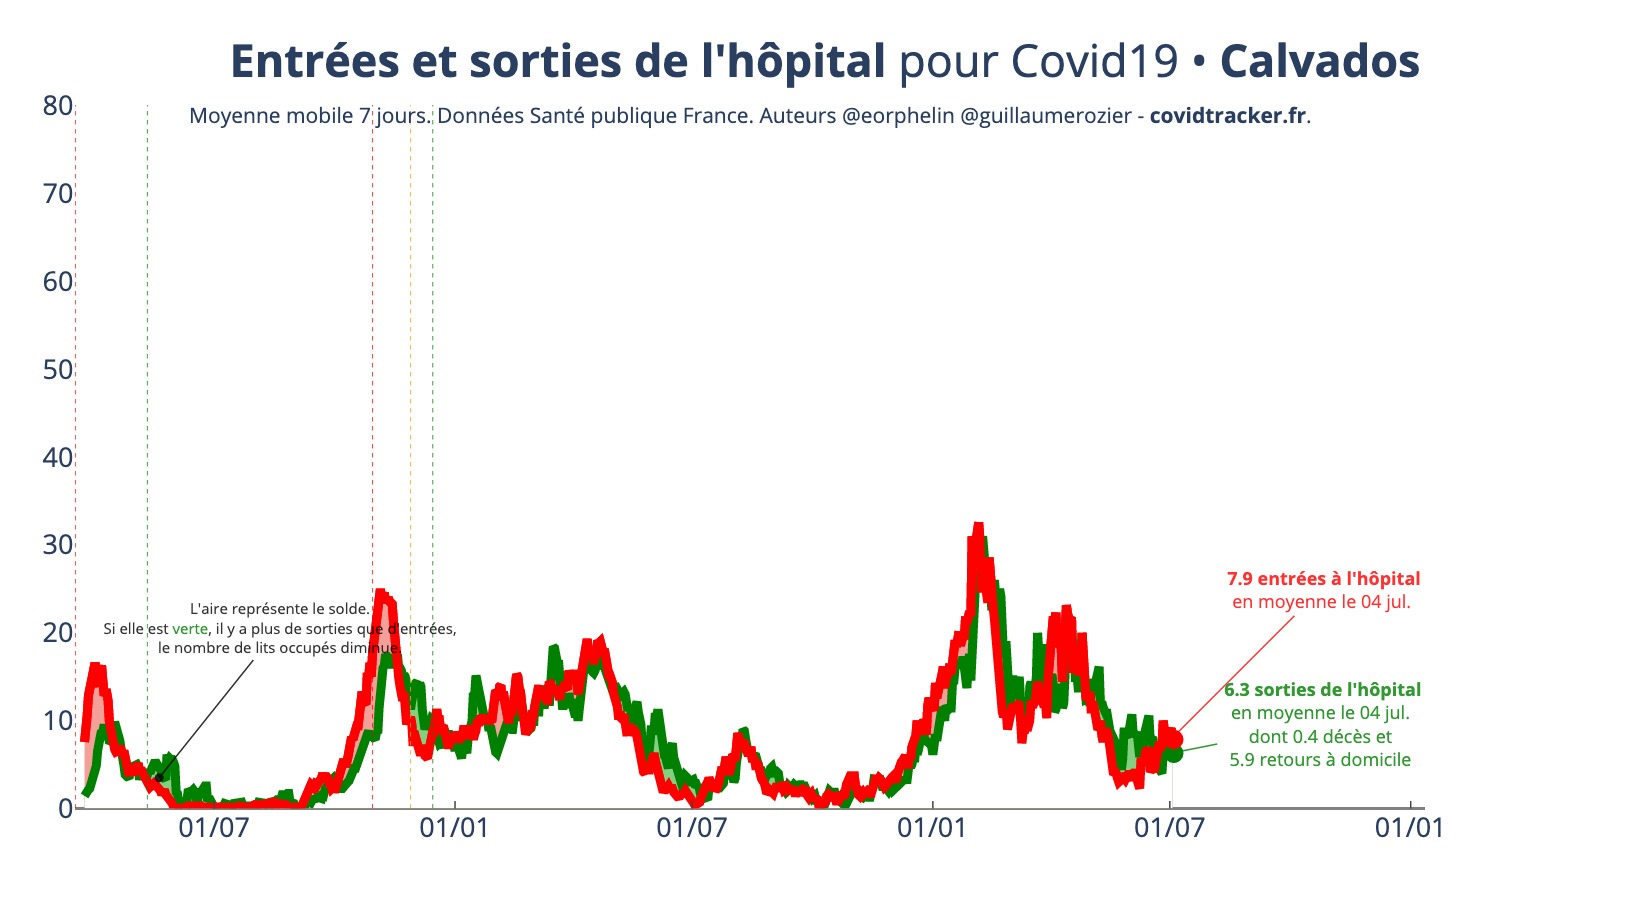 Entrées et sorties de l'hôpital pour Covid19 • Calvados
Moyenne mobile 7 jours. Données Santé publique France. Auteurs @eorphelin @guillaumerozier - covidtracker.fr.
80
70
60
50
40
30
20
10
0
L'aire représente le solde.
Si elle est verte, il y a plus de sorties que d'entrées,
le nombre de lits occupés diminue.
7.9 entrées à l'hôpital
en moyenne le 04 jul.
6.3 sorties de l'hôpital
en moyenne le 04 jul.
dont 0.4 décès et
5.9 retours à domicile
01/07
01/01
01/07
01/01
01/07
01/01